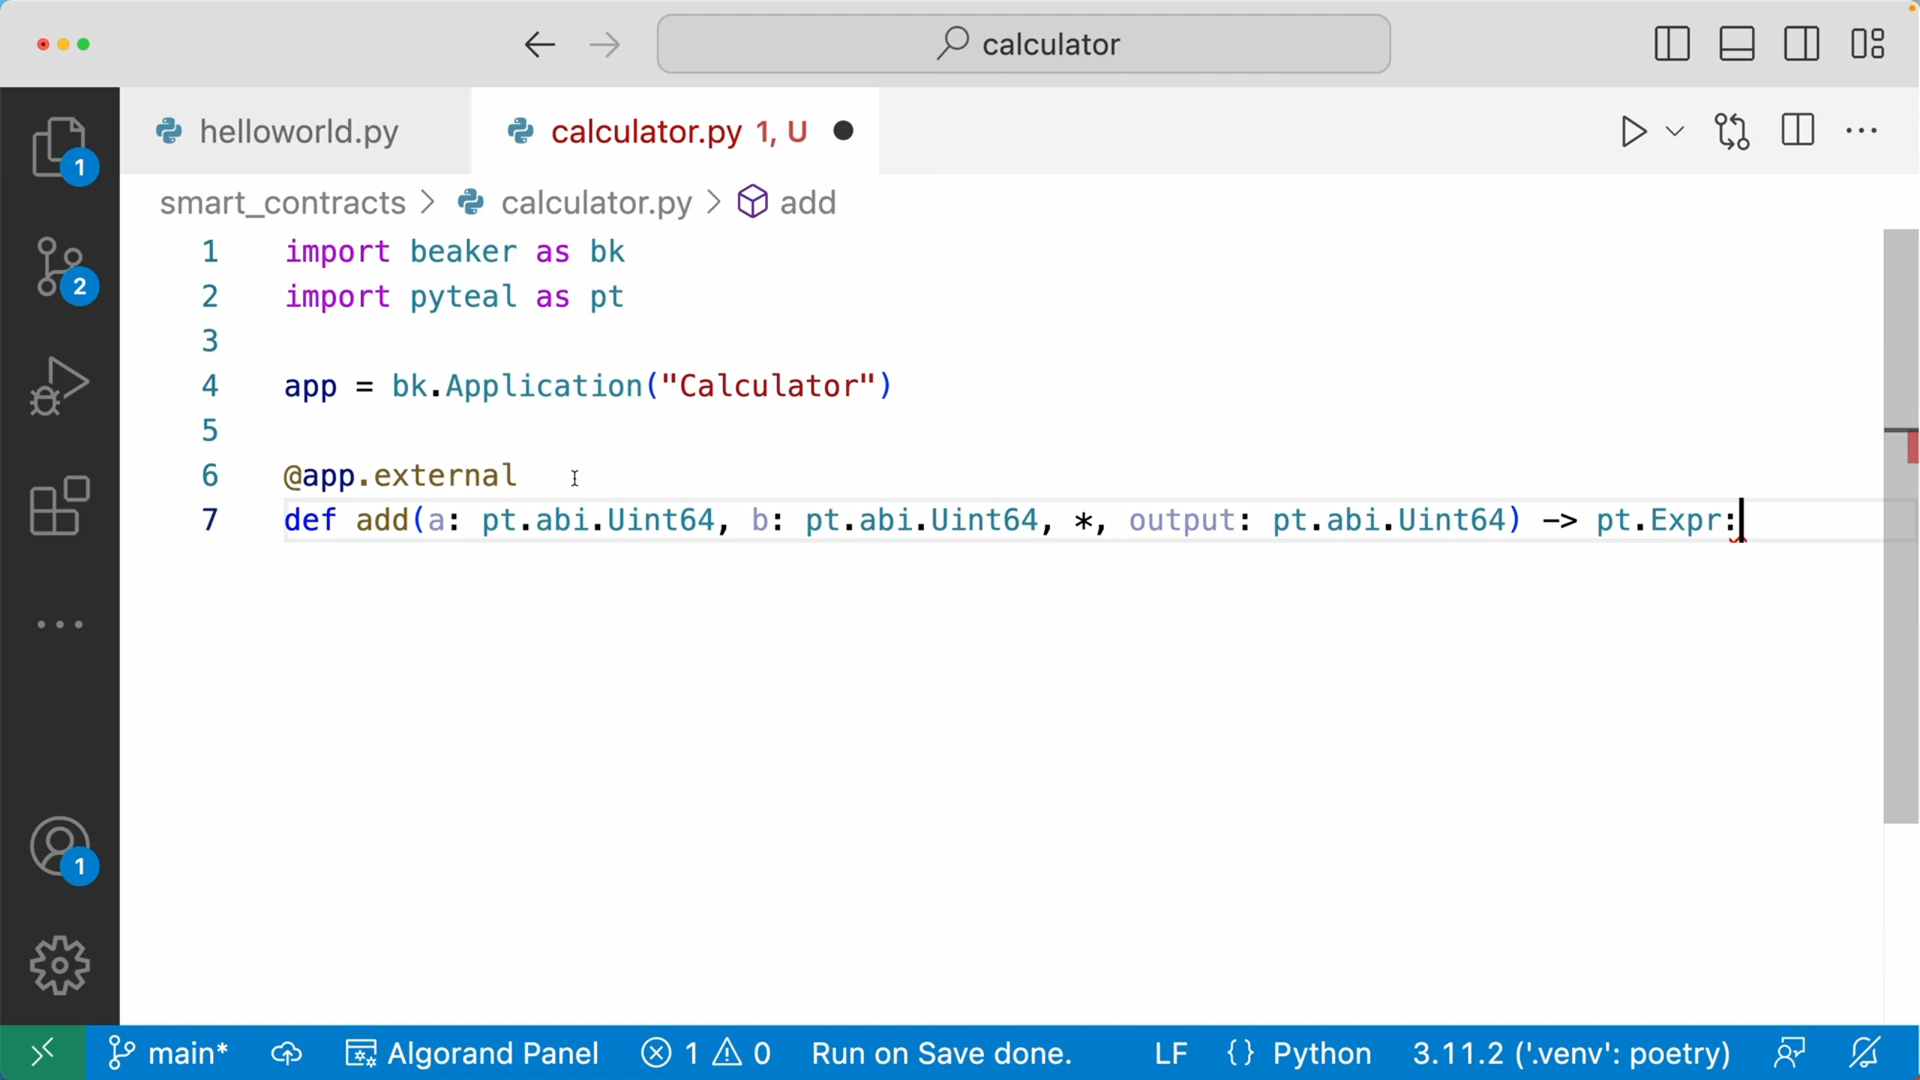 calculator
helloworld.py
calculator.py 1, U
1
smart_contracts > calculator.py > add
2
1 import beaker as bk
2 import pyteal as pt
3
4 app = bk.Application("Calculator")
5
6 @app.external
7 def add(a: pt.abi.Uint64, b: pt.abi.Uint64, *, output: pt.abi.Uint64) -> pt.Expr:
1
main* Algorand Panel 1 0 Run on Save done. LF {} Python 3.11.2 ('.venv': poetry)